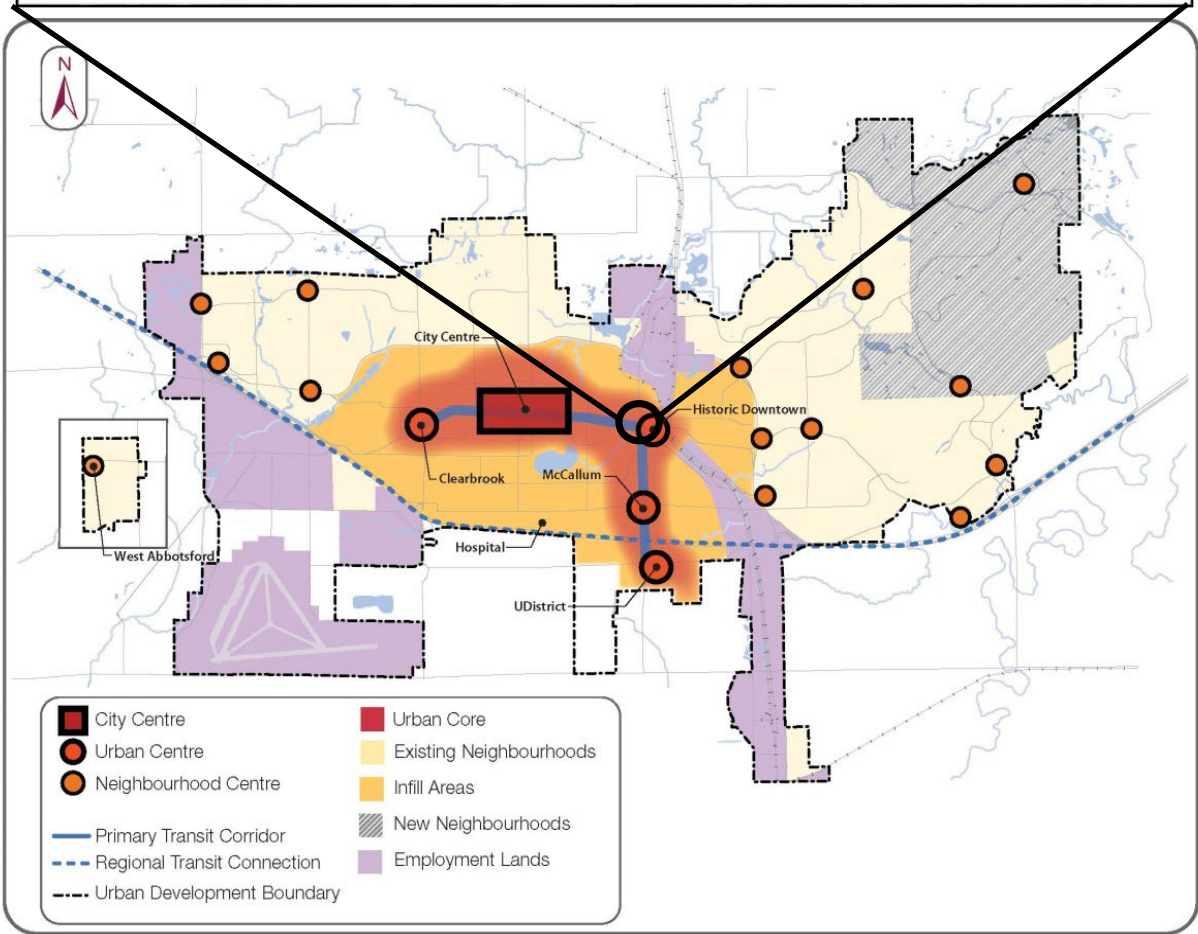 N
City Centre
Historic Downtown
Clearbrook
McCallum
West Abbotsford
Hospital
UDistrict
City Centre
Urban Centre
Neighbourhood Centre
Primary Transit Corridor
Regional Transit Connection
Urban Development Boundary
Urban Core
Existing Neighbourhoods
Infill Areas
New Neighbourhoods
Employment Lands